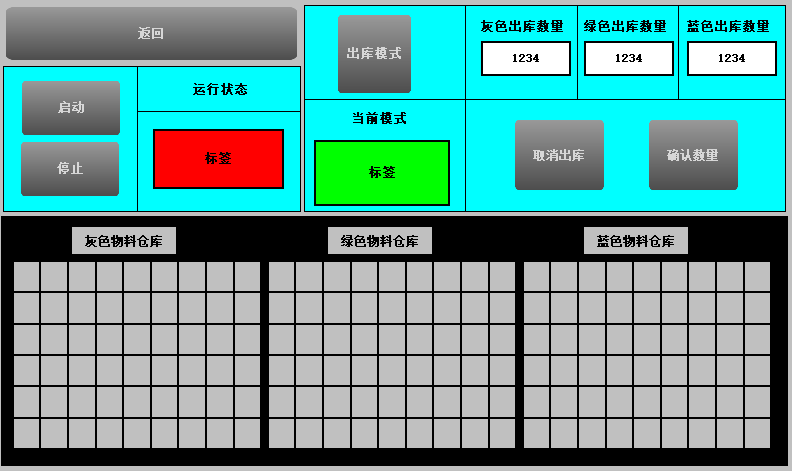 返回
启动
停止
运行状态
标签
出库模式
灰色出库数量
绿色出库数量
蓝色出库数量
1234
1234
1234
当前模式
标签
取消出库
确认数量
灰色物料仓库
绿色物料仓库
蓝色物料仓库